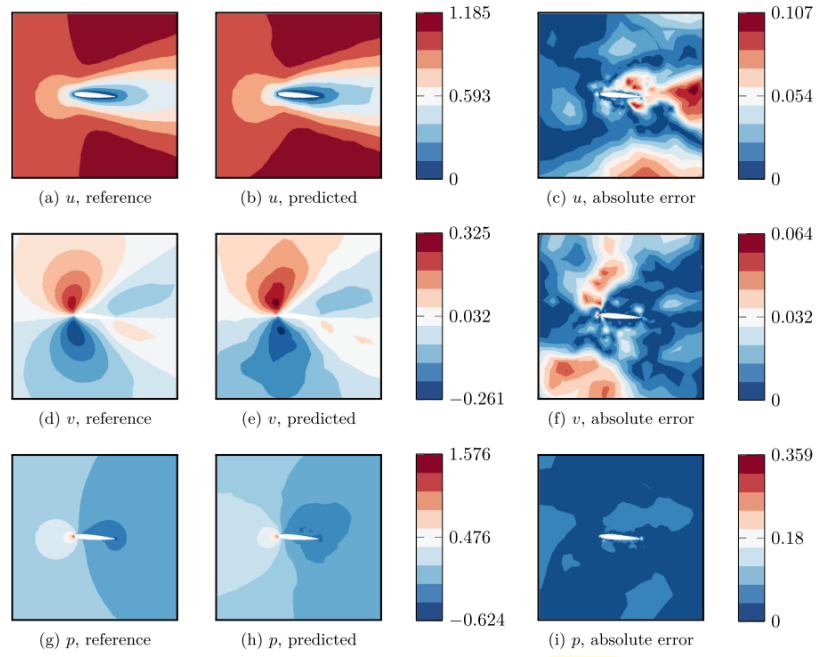 1.185
0.593
0
0.107
0.054
0
(a) u, reference
(b) u, predicted
(c) u, absolute error
0.325
0.032
−0.261
0.064
0.032
0
(d) v, reference
(e) v, predicted
(f) v, absolute error
1.576
0.476
−0.624
0.359
0.18
0
(g) p, reference
(h) p, predicted
(i) p, absolute error